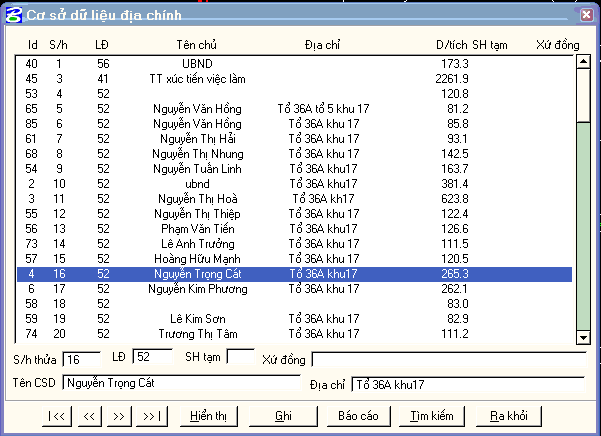 Cơ sở dữ liệu địa chính
Id S/h LĐ Tên chủ Địa chỉ D/tích SH tạm Xứ đồng
40 1 56 UBND 173.3
45 3 41 TT xúc tiến việc làm 2261.9
53 4 52 120.8
65 5 52 Nguyễn Văn Hồng Tổ 36A tổ 5 khu 17 81.2
85 6 52 Nguyễn Văn Hồng Tổ 36A khu 17 85.8
61 7 52 Nguyễn Thị Hải Tổ 36A khu 17 93.1
68 8 52 Nguyễn Thị Nhung Tổ 36A khu 17 142.5
54 9 52 Nguyễn Tuấn Linh Tổ 36A khu17 163.7
2 10 52 ubnd Tổ 36A khu17 381.4
3 11 52 Nguyễn Thị Hoà Tổ 36A kh17 623.8
55 12 52 Nguyễn Thị Thiệp Tổ 36A khu 17 122.4
56 13 52 Phạm Văn Tiến Tổ 36A khu17 126.6
73 14 52 Lê Anh Trưởng Tổ 36A khu 17 111.5
57 15 52 Hoàng Hữu Mạnh Tổ 36A khu 17 120.5
4 16 52 Nguyễn Trọng Cát Tổ 36A khu17 265.3
6 17 52 Nguyễn Kim Phương Tổ 36A khu 17 262.1
58 18 52 83.0
59 19 52 Lê Kim Sơn Tổ 36A khu 17 82.9
74 20 52 Trương Thị Tâm Tổ 36A khu 17 111.2
S/h thửa 16 LĐ 52 SH tạm Xứ đồng
Tên CSD Nguyễn Trọng Cát Địa chỉ Tổ 36A khu17
|<< << >> >>| Hiển thị Ghi Báo cáo Tìm kiếm Ra khỏi